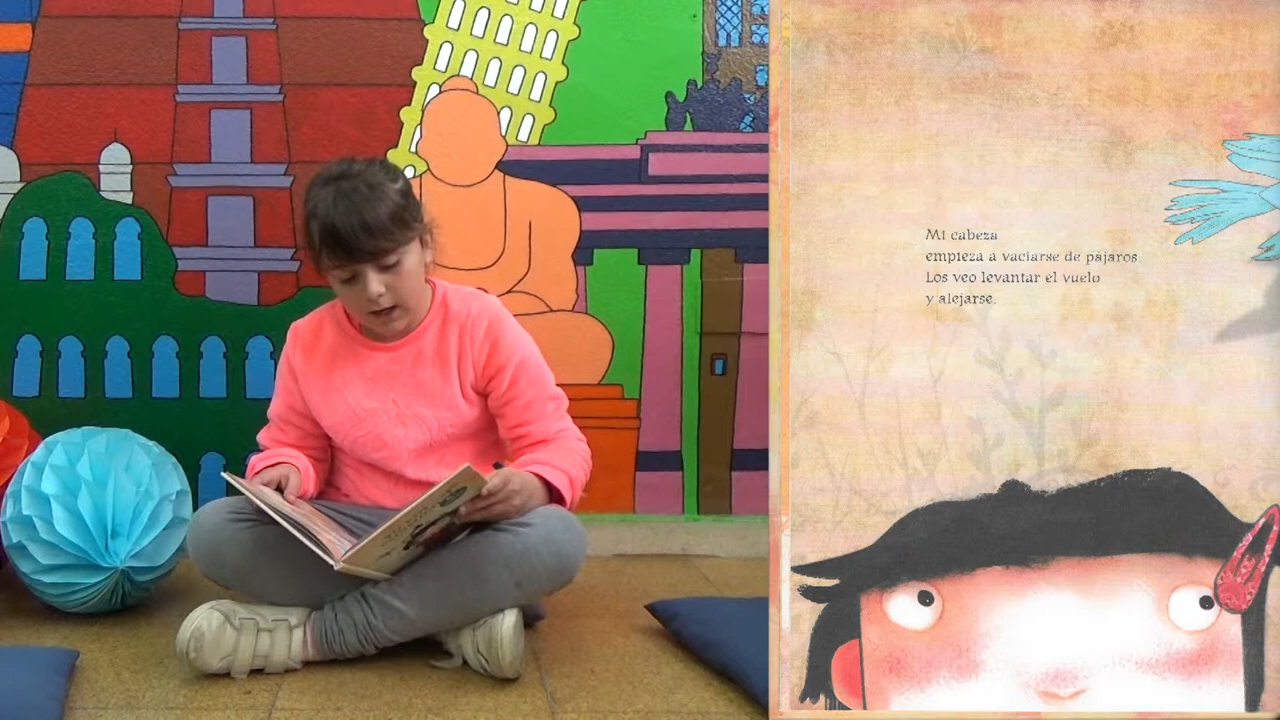 Mi cabeza
empieza a vaciarse de pájaros
Los veo levantar el vuelo
y alejarse.